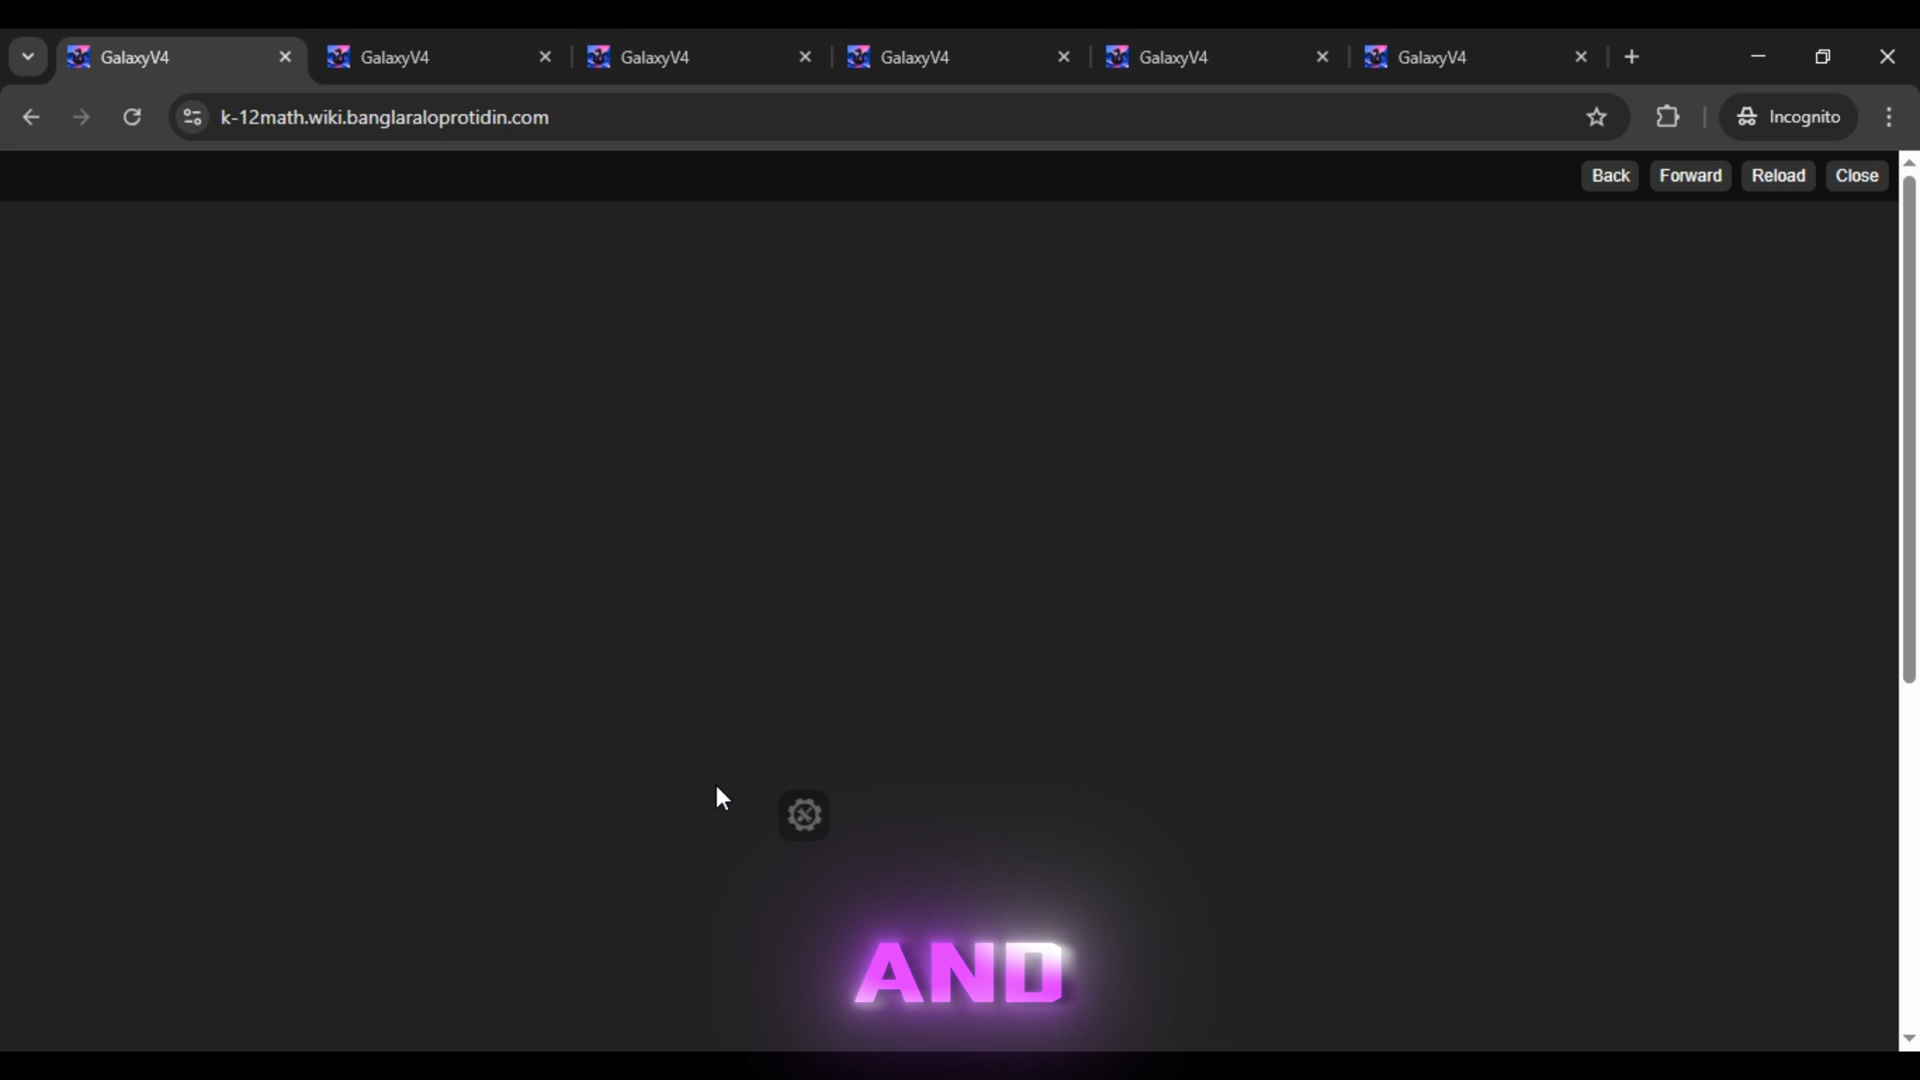 GalaxyV4 GalaxyV4 GalaxyV4 GalaxyV4 GalaxyV4 GalaxyV4
k-12math.wiki.banglaraloprotidin.com Incognito
Back Forward Reload Close
AND